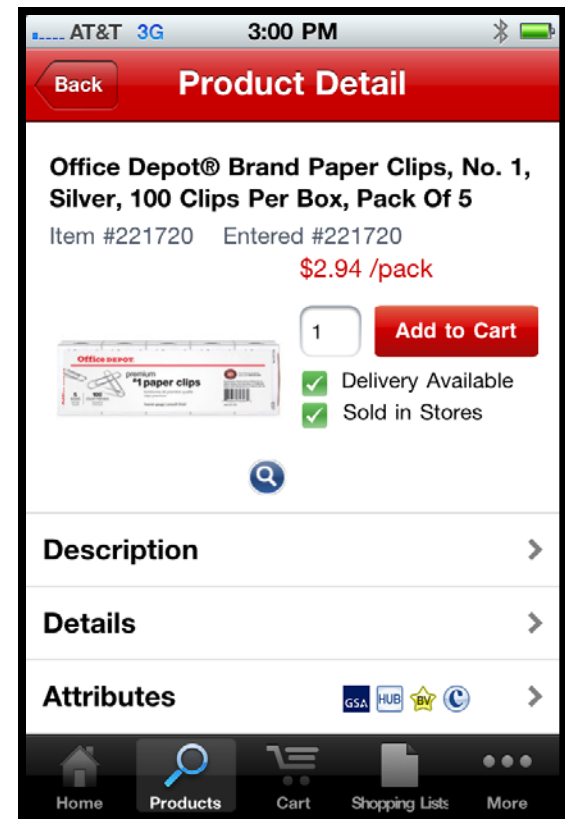 AT&T 3G 3:00 PM
Back Product Detail
Office Depot® Brand Paper Clips, No. 1,
Silver, 100 Clips Per Box, Pack Of 5
Item #221720 Entered #221720
$2.94 /pack
1 Add to Cart
Office DEPOT.
premium
#1 paper clips
5
100
Delivery Available
Sold in Stores
Description
Details
Attributes GSA HUB BV C
Home Products Cart Shopping Lists More